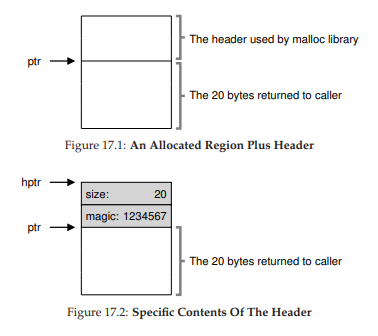 The header used by malloc library
ptr
The 20 bytes returned to caller
Figure 17.1: An Allocated Region Plus Header
hptr
size: 20
magic: 1234567
ptr
The 20 bytes returned to caller
Figure 17.2: Specific Contents Of The Header